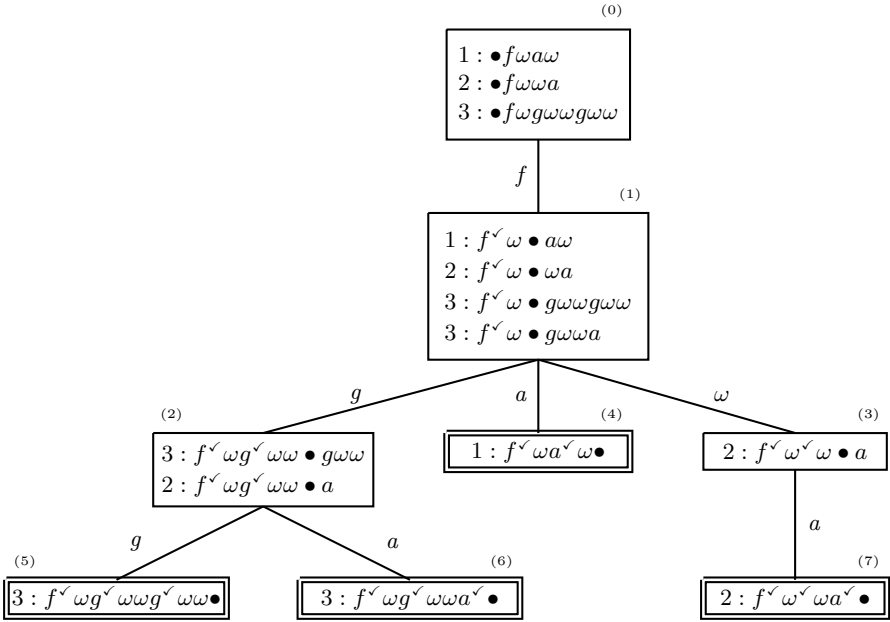 (0)
1 : ●fωaω
2 : ●fωωa
3 : ●fωgωωgωω
f
(1)
1 : f✓ω ● aω
2 : f✓ω ● ωa
3 : f✓ω ● gωωgωω
3 : f✓ω ● gωωa
g a ω
(2) (4) (3)
3 : f✓ωg✓ωω ● gωω
2 : f✓ωg✓ωω ● a
1 : f✓ωa✓ω●
2 : f✓ω✓ω ● a
g a a
(5) (6) (7)
3 : f✓ωg✓ωωg✓ωω●
3 : f✓ωg✓ωωa✓●
2 : f✓ω✓ωa✓●